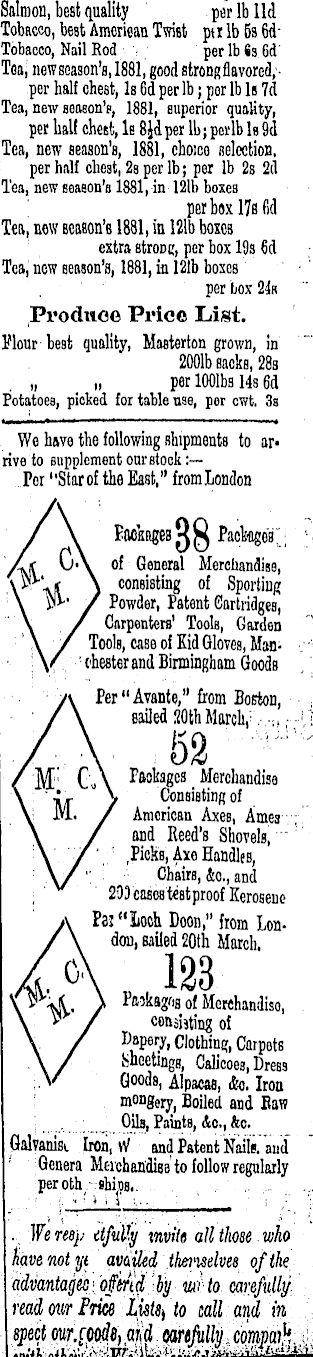 Salmon, best quality per lb 11d
Tobacco, best American Twist per lb 5s 6d
Tobacco, Nail Rod per lb 6s 6d
Tea, new season's, 1881, good strong flavored,
per half chest, 1s 6d per lb; per lb 1s 7d
Tea, new season's, 1881, superior quality,
per half chest, 1s 8½d per lb; per lb 1s 9d
Tea, new season's, 1881, choice selection,
per half chest, 2s per lb; per lb 2s 2d
Tea, new season's 1881, in 12lb boxes
per box 17s 6d
Tea, new season's 1881, in 12lb boxes
extra strong, per box 19s 6d
Tea, new season's, 1881, in 12lb boxes
per box 24s
Produce Price List.
Flour best quality, Masterton grown, in
200lb sacks, 28s
„ „ per 100lbs 14s 6d
Potatoes, picked for table use, per cwt. 3s
We have the following shipments to ar-
rive to supplement our stock:—
Per "Star of the East," from London
M. C.
M.
Packages 38 Packages
of General Merchandise,
consisting of Sporting
Powder, Patent Cartridges,
Carpenters' Tools, Garden
Tools, case of Kid Gloves, Man-
chester and Birmingham Goods
Per "Avante," from Boston,
sailed 20th March,
52
M. C.
M.
Packages Merchandise
Consisting of
American Axes, Ames
and Reed's Shovels,
Picks, Axe Handles,
Chairs, &c., and
200 cases test proof Kerosene
Per "Loch Doon," from Lon-
don, sailed 20th March.
123
M. C.
M.
Packages of Merchandise,
consisting of
Dapery, Clothing, Carpets
Sheetings, Calicoes, Dress
Goods, Alpacas, &c. Iron
mongery, Boiled and Raw
Oils, Paints, &c., &c.
Galvanis Iron, W and Patent Nails, and
Genera Merchandise to follow regularly
per oth ships.
We respectfully invite all those who
have not ye availed themselves of the
advantages offered by us to carefully
read our Price Lists, to call and in
spect our goods, and carefully compare